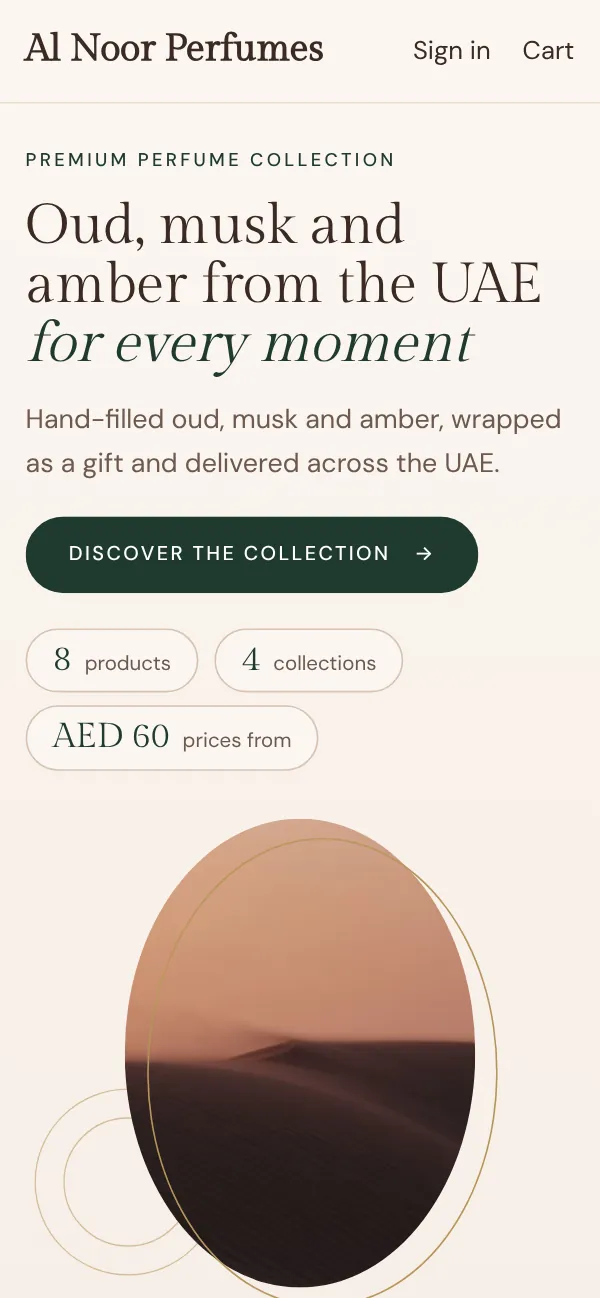 Al Noor Perfumes
Sign in
Cart
PREMIUM PERFUME COLLECTION
Oud, musk and
amber from the UAE
for every moment
Hand-filled oud, musk and amber, wrapped
as a gift and delivered across the UAE.
DISCOVER THE COLLECTION →
8 products
4 collections
AED 60 prices from